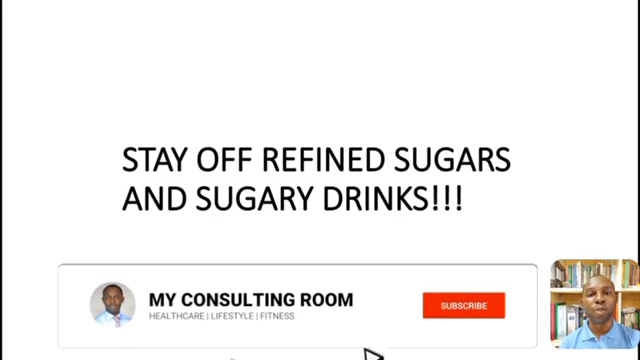 STAY OFF REFINED SUGARS
AND SUGARY DRINKS!!!
MY CONSULTING ROOM
HEALTHCARE | LIFESTYLE | FITNESS
SUBSCRIBE